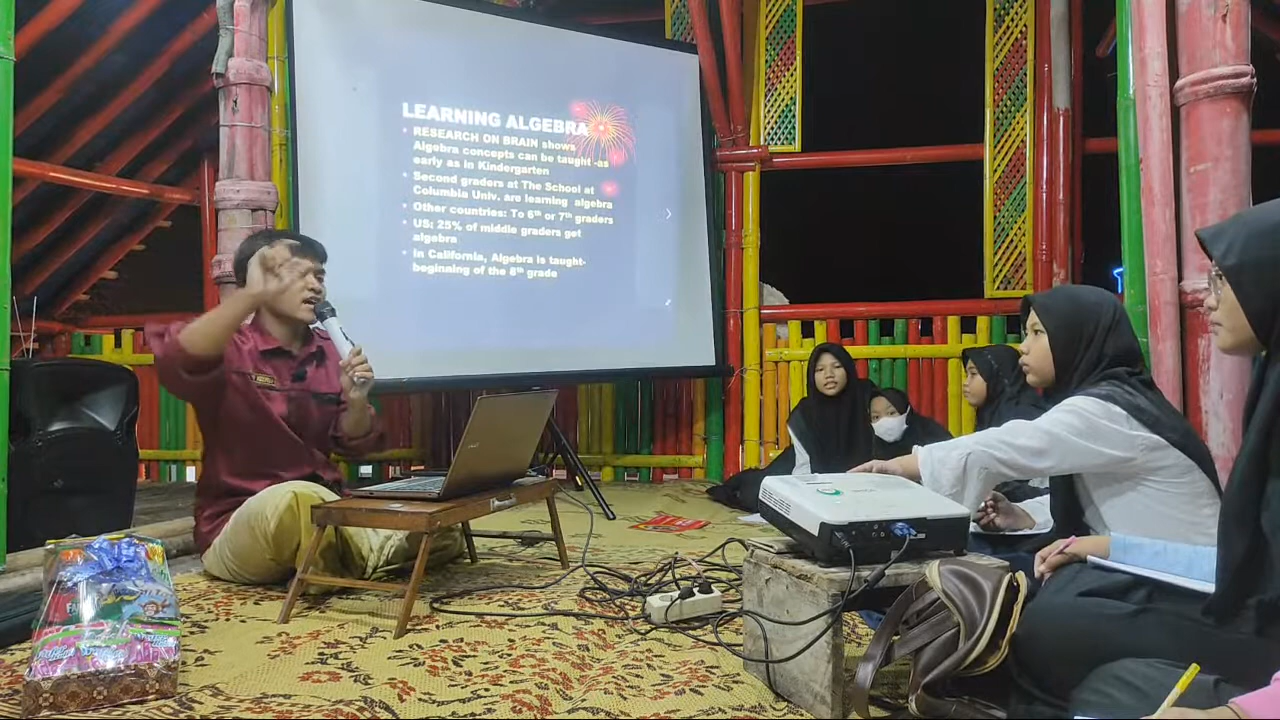 LEARNING ALGEBRA
• RESEARCH ON BRAIN shows
Algebra concepts can be taught -as
early as in Kindergarten
• Second graders at The School at
Columbia Univ. are learning algebra
• Other countries: To 6th or 7th graders
• US: 25% of middle graders get
algebra
• In California, Algebra is taught-
beginning of the 8th grade